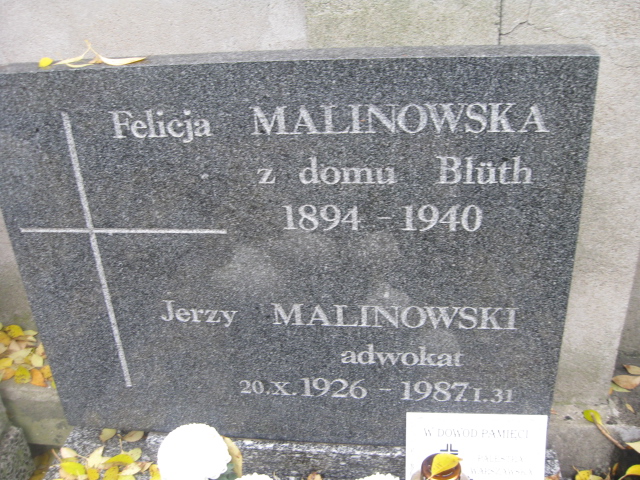 Felicja MALINOWSKA
z domu Blüth
1894 - 1940
Jerzy MALINOWSKI
adwokat
20.X. 1926 - 1987 I.31
W DOWÓD PAMIĘCI